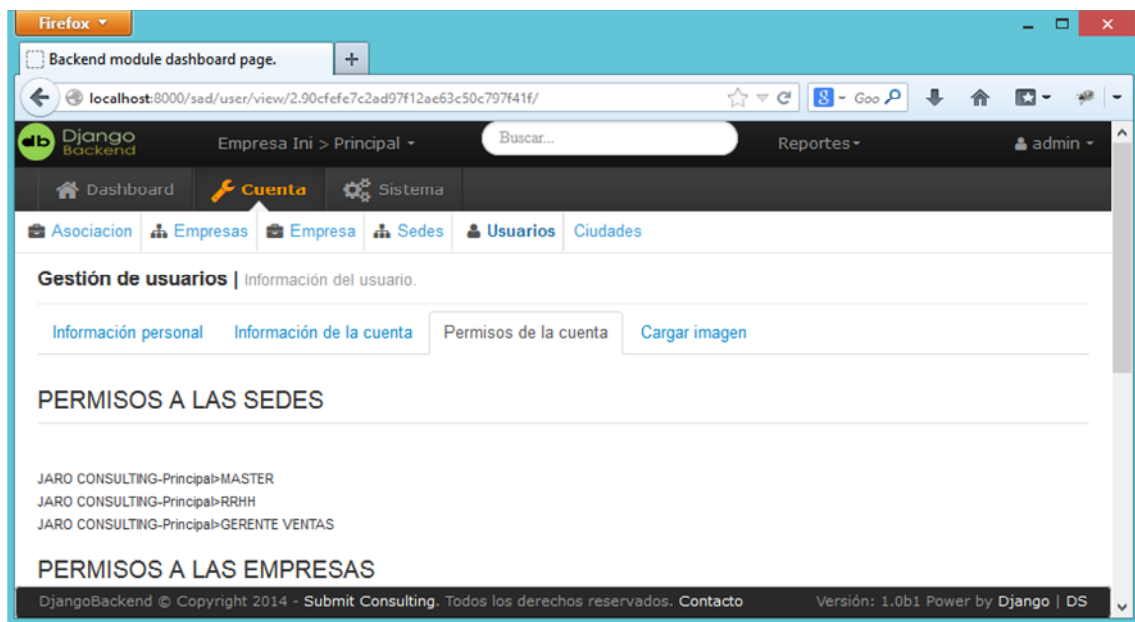 Firefox
Backend module dashboard page.
localhost:8000/sad/user/view/2.90cfefe7c2ad97f12ae63c50c797f41f/ 8 - Goo
db Django Backend Empresa Ini > Principal Buscar... Reportes admin
Dashboard Cuenta Sistema
Asociacion Empresas Empresa Sedes Usuarios Ciudades
Gestión de usuarios | Información del usuario.
Información personal Información de la cuenta Permisos de la cuenta Cargar imagen
PERMISOS A LAS SEDES
JARO CONSULTING-Principal>MASTER
JARO CONSULTING-Principal>RRHH
JARO CONSULTING-Principal>GERENTE VENTAS
PERMISOS A LAS EMPRESAS
DjangoBackend © Copyright 2014 - Submit Consulting. Todos los derechos reservados. Contacto Versión: 1.0b1 Power by Django | DS